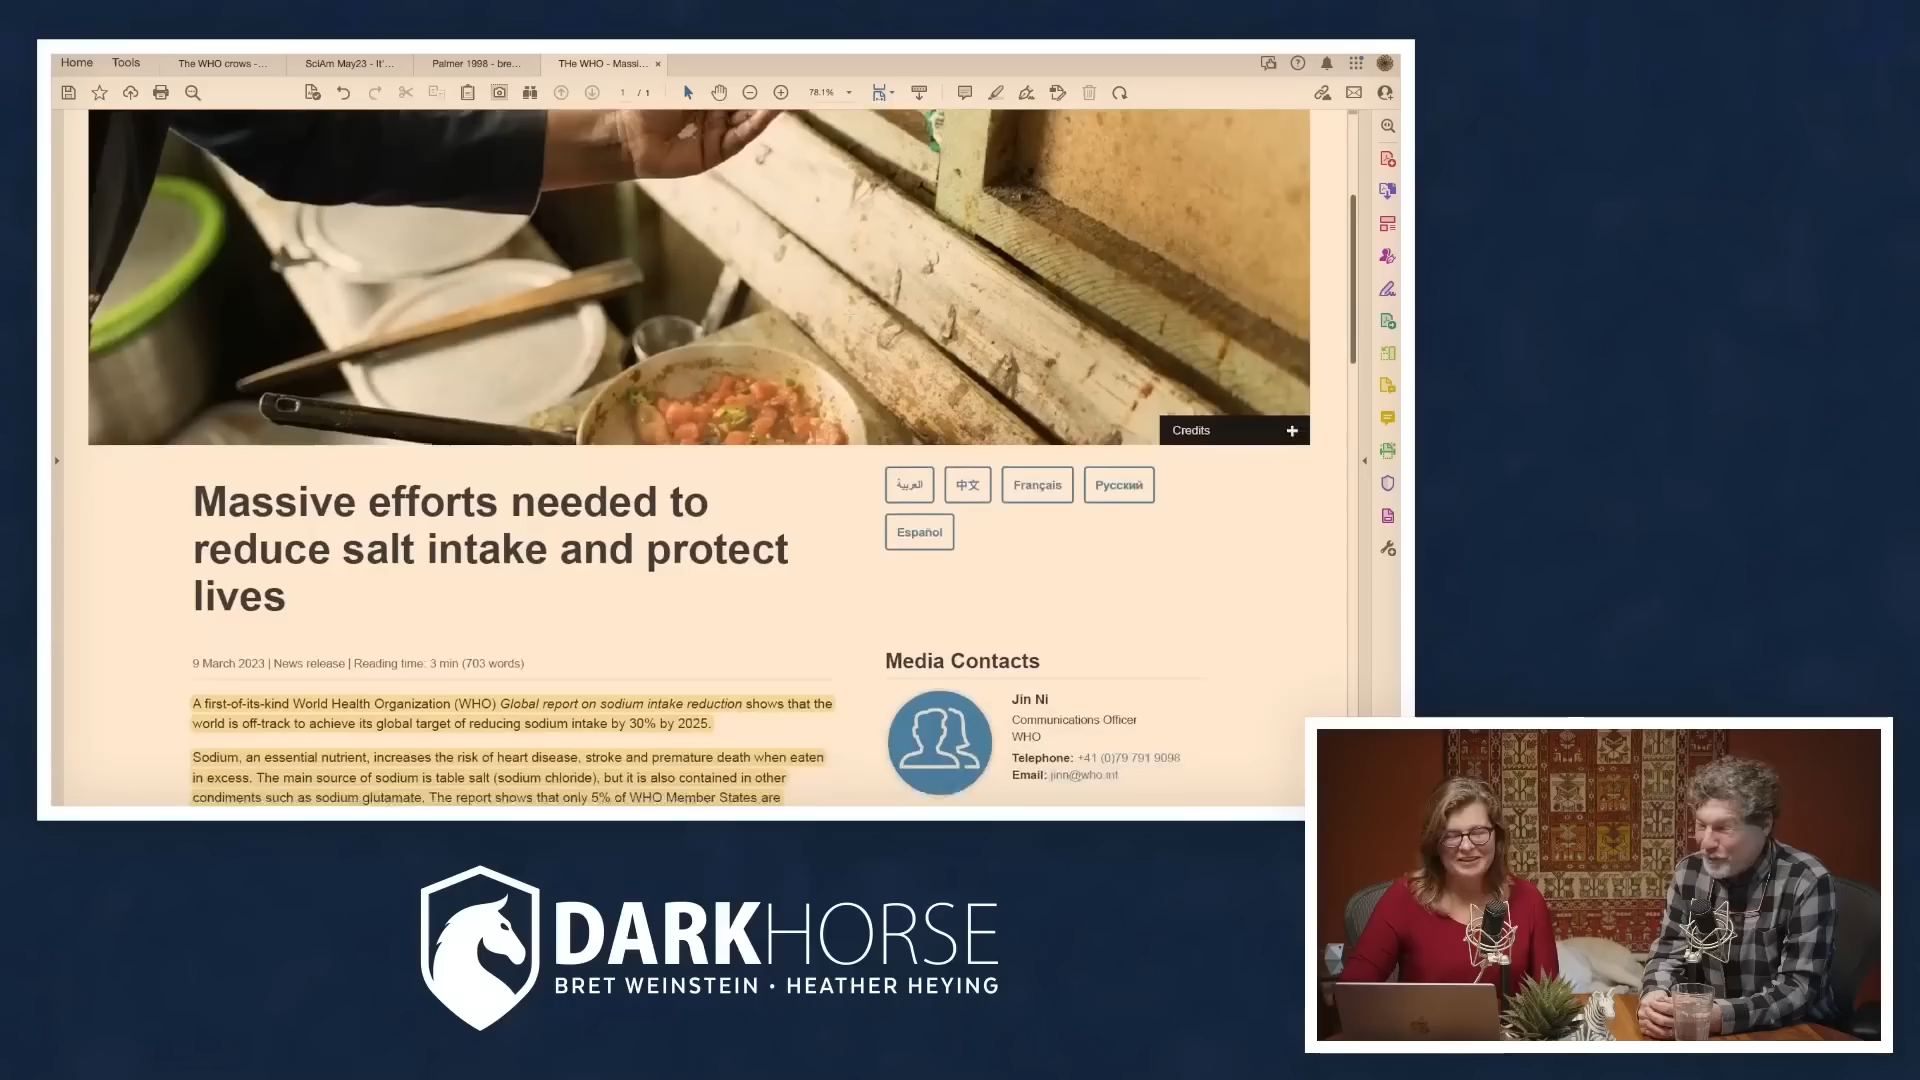 Home Tools The WHO crows -... SciAm May23 - It'... Palmer 1998 - bre... THe WHO - Massi... ×
1 / 1 78.1%
Credits +
Massive efforts needed to
reduce salt intake and protect
lives
العربية 中文 Français Русский
Español
9 March 2023 | News release | Reading time: 3 min (703 words)
A first-of-its-kind World Health Organization (WHO) Global report on sodium intake reduction shows that the
world is off-track to achieve its global target of reducing sodium intake by 30% by 2025.
Sodium, an essential nutrient, increases the risk of heart disease, stroke and premature death when eaten
in excess. The main source of sodium is table salt (sodium chloride), but it is also contained in other
condiments such as sodium glutamate. The report shows that only 5% of WHO Member States are
Media Contacts
Jin Ni
Communications Officer
WHO
Telephone: +41 (0)79 791 9098
Email: jinn@who.int
DARKHORSE
BRET WEINSTEIN • HEATHER HEYING